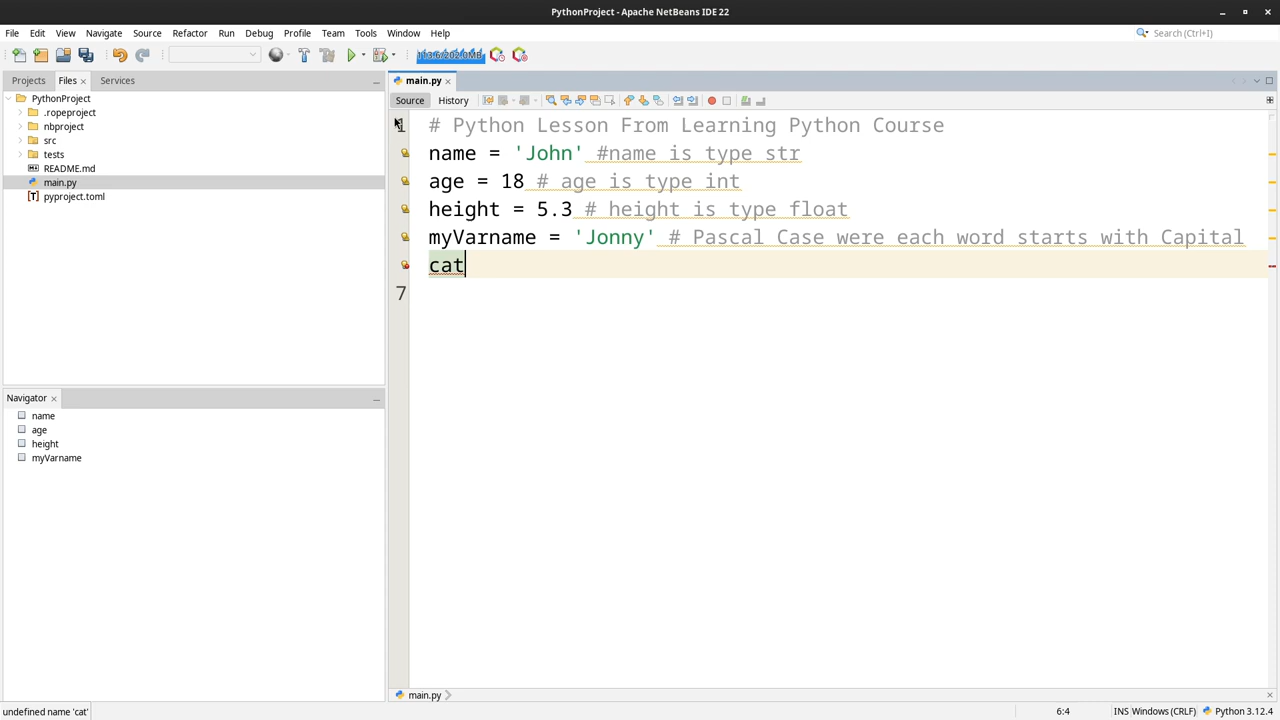 PythonProject - Apache NetBeans IDE 22
File Edit View Navigate Source Refactor Run Debug Profile Team Tools Window Help
Search (Ctrl+I)
Projects Files Services
PythonProject
.ropeproject
nbproject
src
tests
README.md
main.py
pyproject.toml
Navigator
name
age
height
myVarname
main.py
Source History
1 # Python Lesson From Learning Python Course
name = 'John' #name is type str
age = 18 # age is type int
height = 5.3 # height is type float
myVarname = 'Jonny' # Pascal Case were each word starts with Capital
cat
7
main.py
undefined name 'cat'
6:4 INS Windows (CRLF) Python 3.12.4